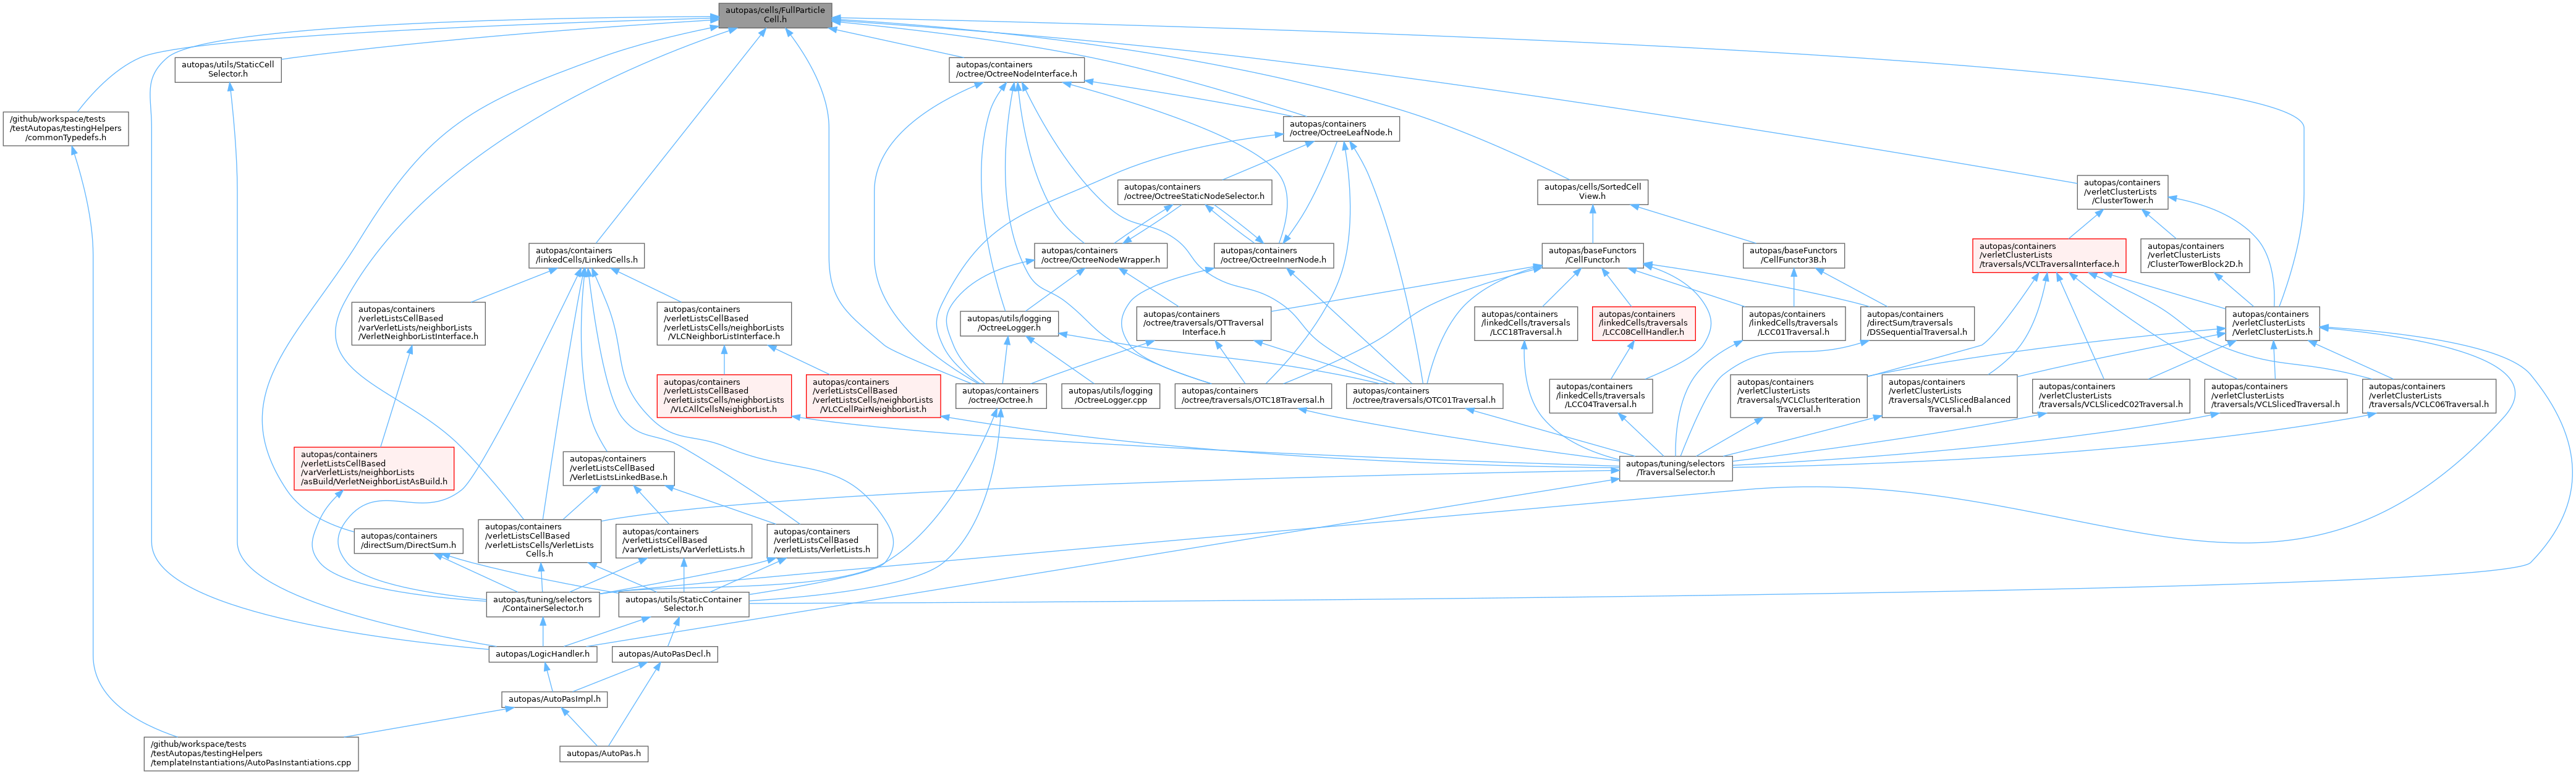 autopas/cells/FullParticle
Cell.h
autopas/utils/StaticCell
Selector.h
autopas/containers
/octree/OctreeNodeInterface.h
/github/workspace/tests
/testAutopas/testingHelpers
/commonTypedefs.h
autopas/containers
/octree/OctreeLeafNode.h
autopas/containers
/octree/OctreeStaticNodeSelector.h
autopas/cells/SortedCell
View.h
autopas/containers
/verletClusterLists
/ClusterTower.h
autopas/containers
/linkedCells/LinkedCells.h
autopas/containers
/octree/OctreeNodeWrapper.h
autopas/containers
/octree/OctreeInnerNode.h
autopas/baseFunctors
/CellFunctor.h
autopas/baseFunctors
/CellFunctor3B.h
autopas/containers
/verletClusterLists
/traversals/VCLTraversalInterface.h
autopas/containers
/verletClusterLists
/ClusterTowerBlock2D.h
autopas/containers
/verletListsCellBased
/varVerletLists/neighborLists
/VerletNeighborListInterface.h
autopas/containers
/verletListsCellBased
/verletListsCells/neighborLists
/VLCNeighborListInterface.h
autopas/utils/logging
/OctreeLogger.h
autopas/containers
/octree/traversals/OTTraversal
Interface.h
autopas/containers
/linkedCells/traversals
/LCC18Traversal.h
autopas/containers
/linkedCells/traversals
/LCC08CellHandler.h
autopas/containers
/linkedCells/traversals
/LCC01Traversal.h
autopas/containers
/directSum/traversals
/DSSequentialTraversal.h
autopas/containers
/verletClusterLists
/VerletClusterLists.h
autopas/containers
/verletListsCellBased
/verletListsCells/neighborLists
/VLCAllCellsNeighborList.h
autopas/containers
/verletListsCellBased
/verletListsCells/neighborLists
/VLCCellPairNeighborList.h
autopas/containers
/octree/Octree.h
autopas/utils/logging
/OctreeLogger.cpp
autopas/containers
/octree/traversals/OTC18Traversal.h
autopas/containers
/octree/traversals/OTC01Traversal.h
autopas/containers
/linkedCells/traversals
/LCC04Traversal.h
autopas/containers
/verletClusterLists
/traversals/VCLClusterIteration
Traversal.h
autopas/containers
/verletClusterLists
/traversals/VCLSlicedBalanced
Traversal.h
autopas/containers
/verletClusterLists
/traversals/VCLSlicedC02Traversal.h
autopas/containers
/verletClusterLists
/traversals/VCLSlicedTraversal.h
autopas/containers
/verletClusterLists
/traversals/VCLC06Traversal.h
autopas/containers
/verletListsCellBased
/varVerletLists/neighborLists
/asBuild/VerletNeighborListAsBuild.h
autopas/containers
/verletListsCellBased
/VerletListsLinkedBase.h
autopas/tuning/selectors
/TraversalSelector.h
autopas/containers
/directSum/DirectSum.h
autopas/containers
/verletListsCellBased
/verletListsCells/VerletLists
Cells.h
autopas/containers
/verletListsCellBased
/varVerletLists/VarVerletLists.h
autopas/containers
/verletListsCellBased
/verletLists/VerletLists.h
autopas/tuning/selectors
/ContainerSelector.h
autopas/utils/StaticContainer
Selector.h
autopas/LogicHandler.h
autopas/AutoPasDecl.h
autopas/AutoPasImpl.h
/github/workspace/tests
/testAutopas/testingHelpers
/templateInstantiations/AutoPasInstantiations.cpp
autopas/AutoPas.h